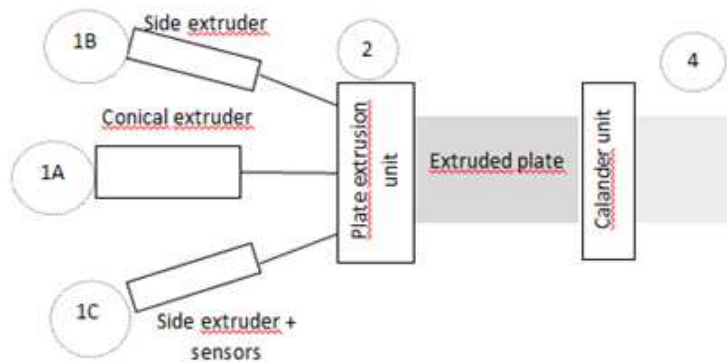 Side extruder
1B
2
4
Conical extruder
1A
Plate extrusion
unit
Extruded plate
Calander unit
1C
Side extruder +
sensors